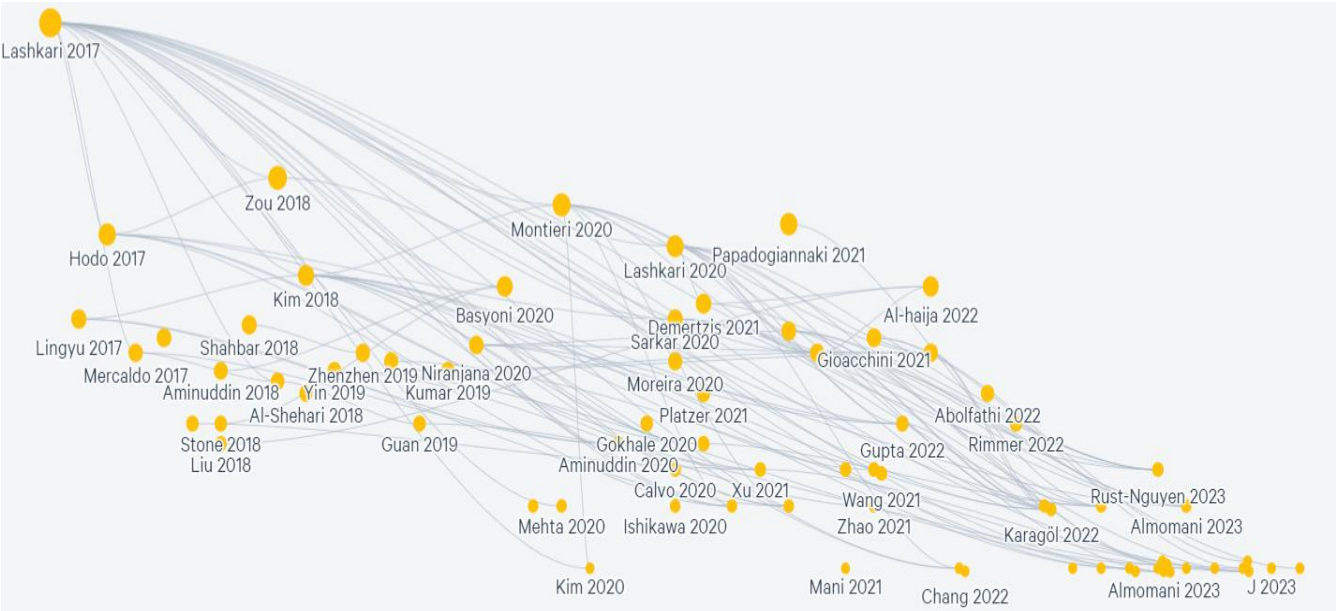 Lashkari 2017
Zou 2018
Montieri 2020
Hodo 2017
Papadogiannaki 2021
Lashkari 2020
Kim 2018
Basyoni 2020
Al-haija 2022
Demertzis 2021
Sarkar 2020
Lingyu 2017
Shahbar 2018
Gioacchini 2021
Mercaldo 2017
Zhenzhen 2019
Niranjana 2020
Moreira 2020
Aminuddin 2018
Yin 2019
Kumar 2019
Al-Shehari 2018
Platzer 2021
Abolfathi 2022
Stone 2018
Guan 2019
Gokhale 2020
Rimmer 2022
Gupta 2022
Liu 2018
Aminuddin 2020
Calvo 2020
Xu 2021
Wang 2021
Rust-Nguyen 2023
Mehta 2020
Ishikawa 2020
Zhao 2021
Almomani 2023
Karagöl 2022
Kim 2020
Mani 2021
Almomani 2023
J 2023
Chang 2022